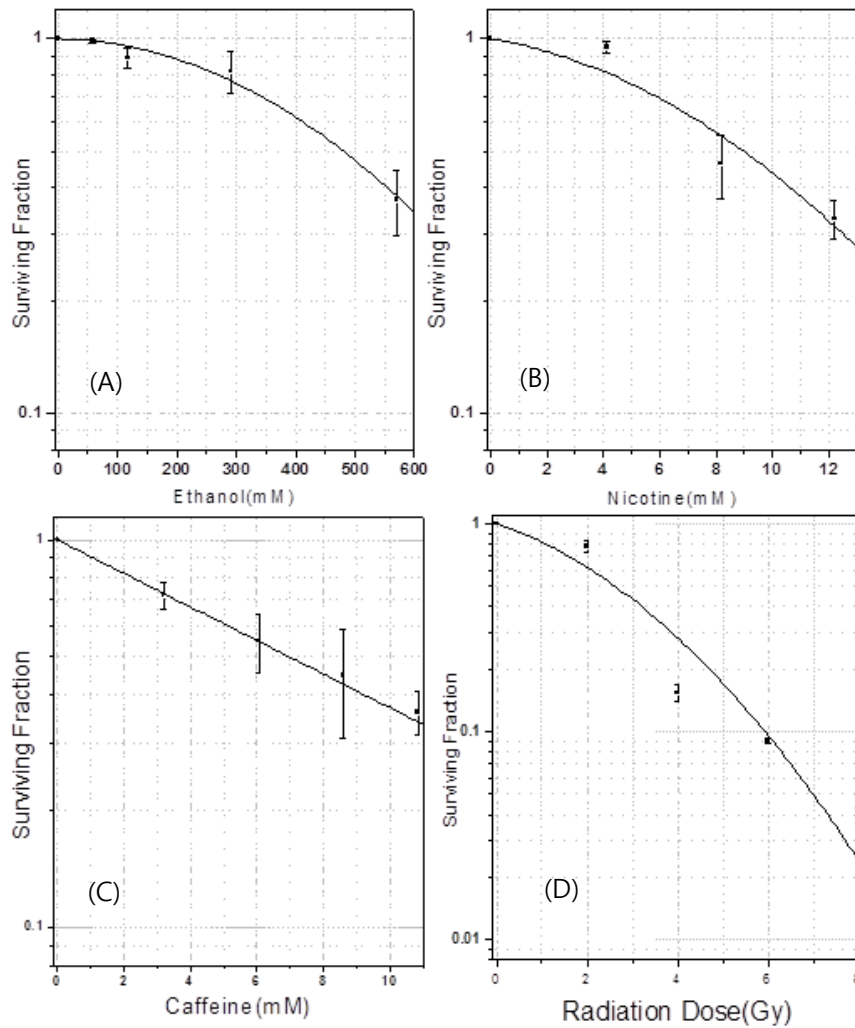 1
Surviving Fraction
0.1
(A)
0 100 200 300 400 500 600
Ethanol(mM)
1
Surviving Fraction
0.1
(B)
0 2 4 6 8 10 12
Nicotine(mM)
1
Surviving Fraction
0.1
(C)
0 2 4 6 8 10
Caffeine(mM)
1
Surviving Fraction
0.1
0.01
(D)
0 2 4 6 8
Radiation Dose(Gy)